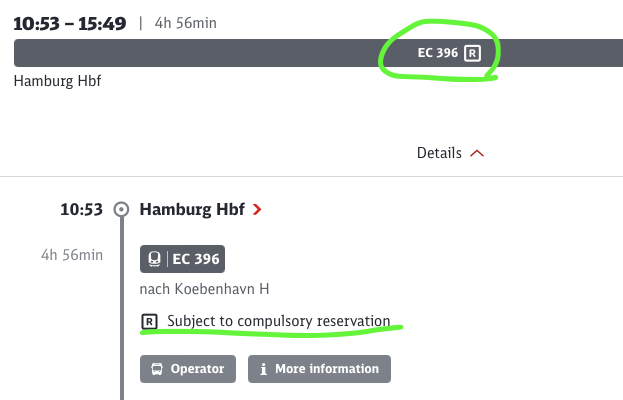 10:53 – 15:49 | 4h 56min
EC 396 R
Hamburg Hbf
Details
10:53 Hamburg Hbf
4h 56min
EC 396
nach Koebenhavn H
R Subject to compulsory reservation
Operator
More information